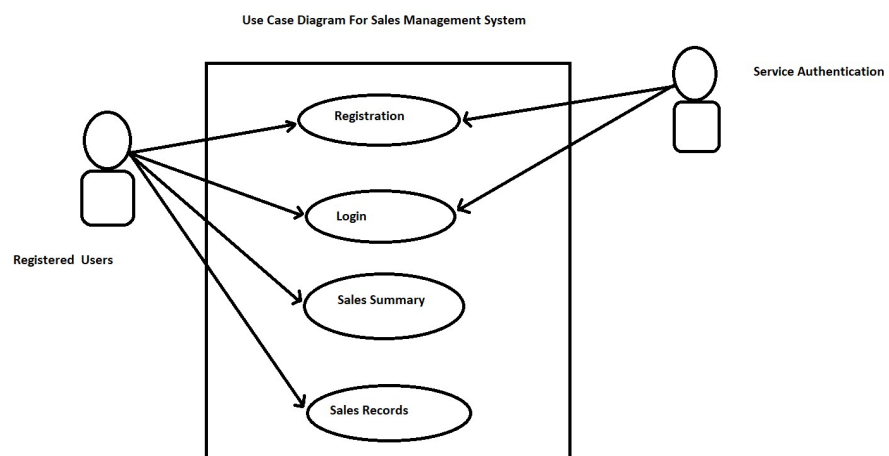 Use Case Diagram For Sales Management System
Service Authentication
Registration
Login
Registered Users
Sales Summary
Sales Records